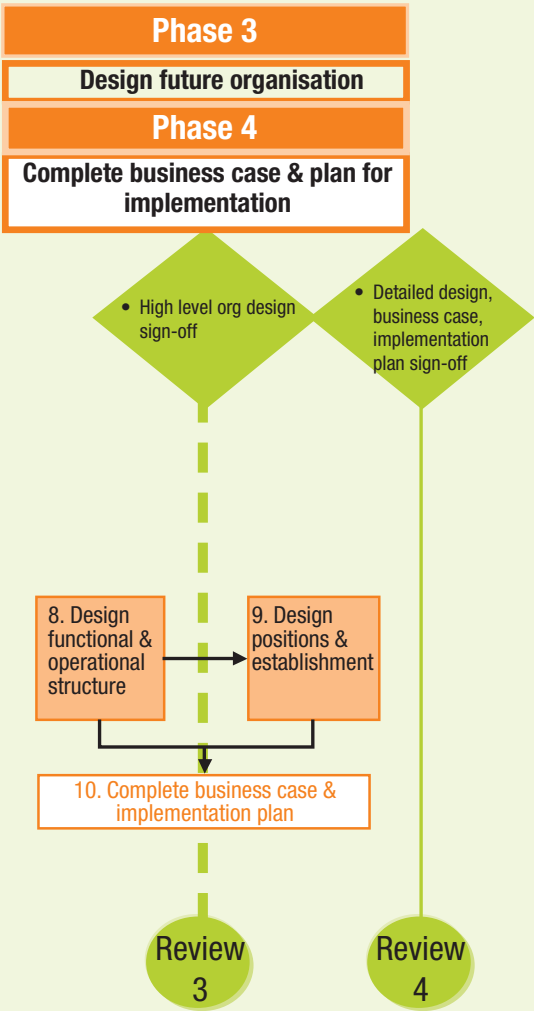 Phase 3
Design future organisation
Phase 4
Complete business case & plan for
implementation
• High level org design
sign-off
• Detailed design,
business case,
implementation
plan sign-off
8. Design
functional &
operational
structure
9. Design
positions &
establishment
10. Complete business case &
implementation plan
Review
3
Review
4